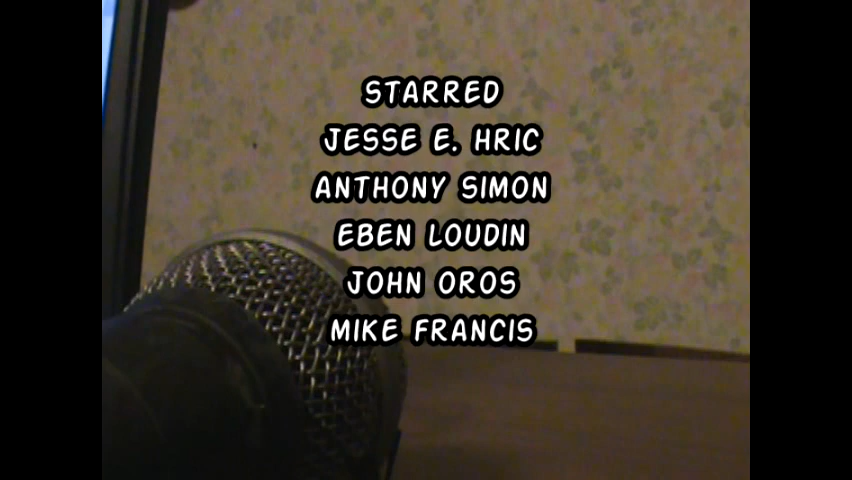 STARRED
JESSE E. HRIC
ANTHONY SIMON
EBEN LOUDIN
JOHN OROS
MIKE FRANCIS